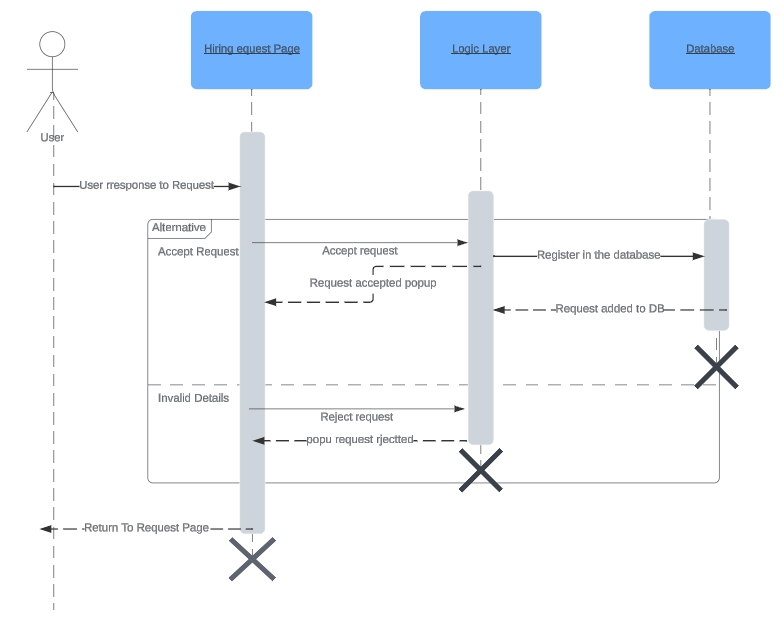 Hiring equest Page
Logic Layer
Database
User
User rresponse to Request
Alternative
Accept Request
Accept request
Register in the database
Request accepted popup
Request added to DB
Invalid Details
Reject request
popu request rjectted
Return To Request Page